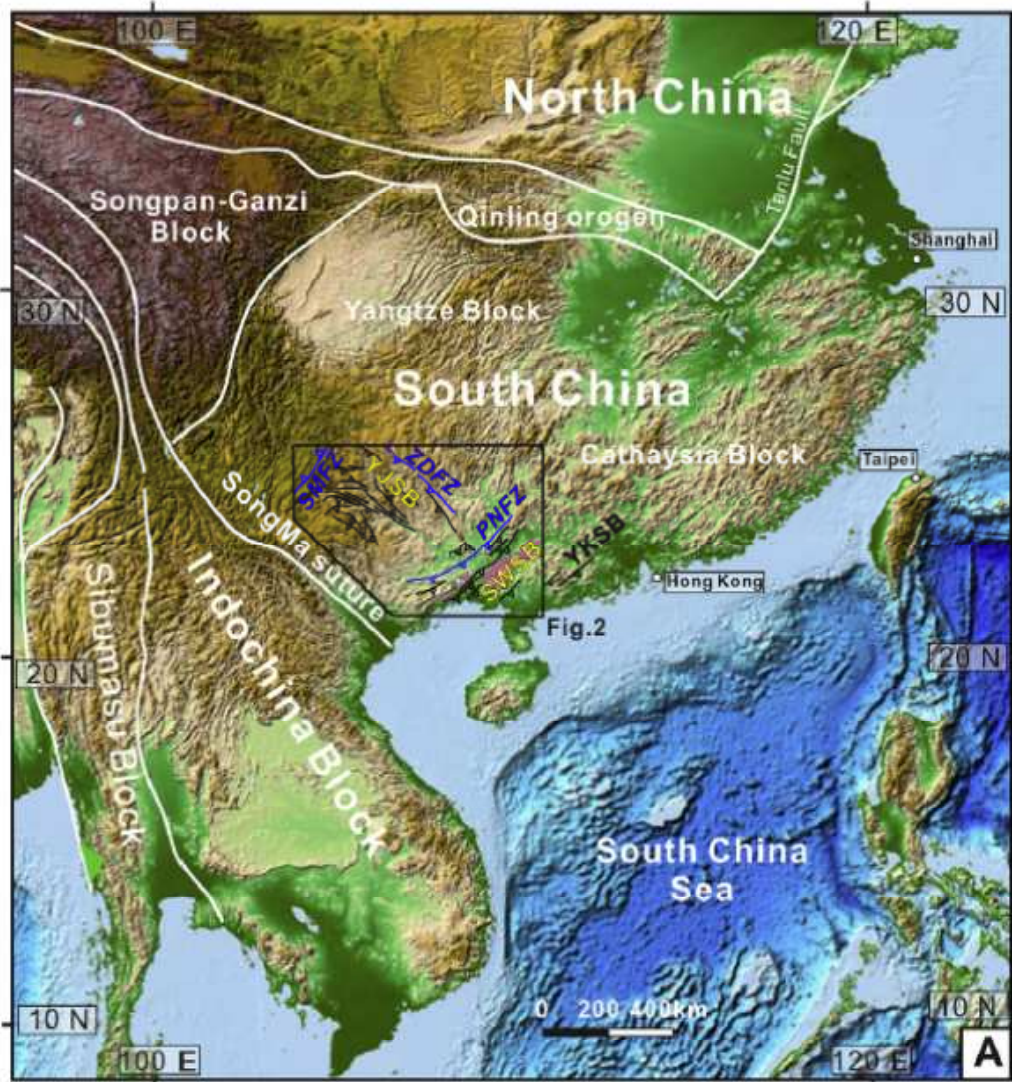 100 E
120 E
North China
Tanlu Fault
Songpan-Ganzi
Block
Qinling orogen
Shanghai
30 N
30 N
Yangtze Block
South China
Cathaysia Block
Taipei
ZDFZ
PNFZ
YKSB
SongMa suture
Hong Kong
Fig.2
Indochina Block
Sibumasu Block
20 N
20 N
South China
Sea
0 200 400km
10 N
10 N
100 E
120 E
A